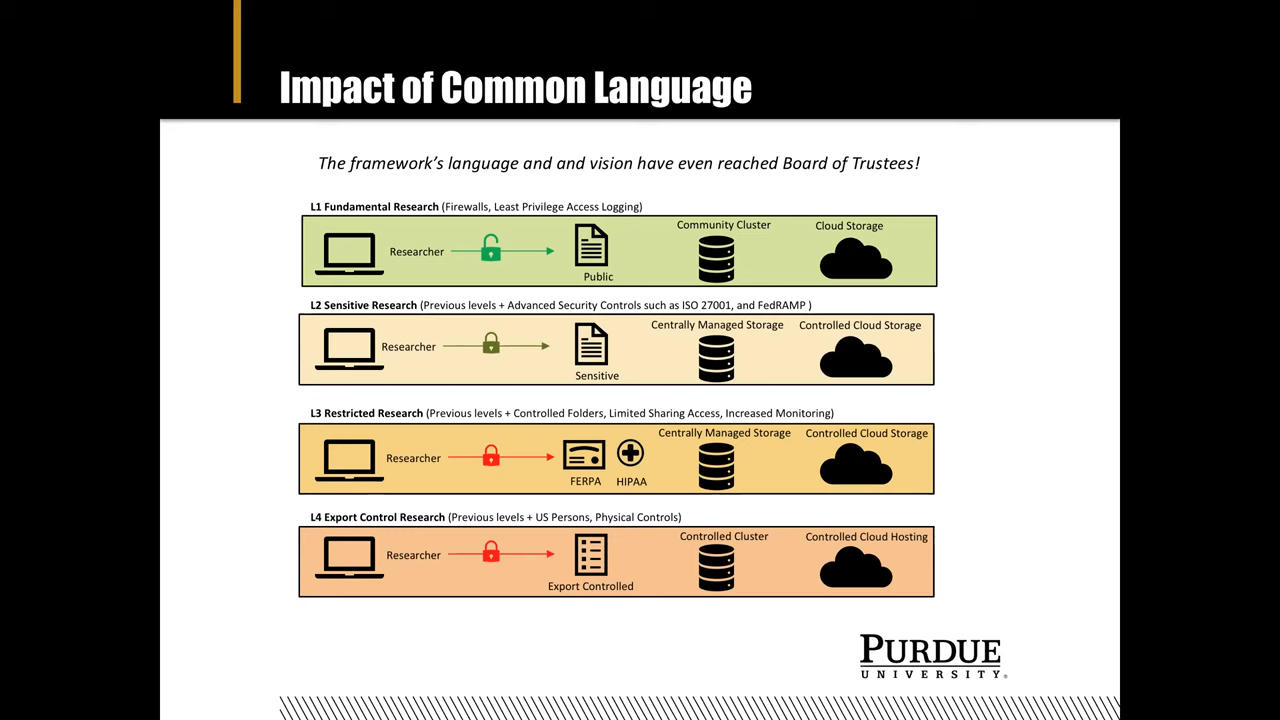 Impact of Common Language
The framework's language and and vision have even reached Board of Trustees!
L1 Fundamental Research (Firewalls, Least Privilege Access Logging)
Researcher
Public
Community Cluster
Cloud Storage
L2 Sensitive Research (Previous levels + Advanced Security Controls such as ISO 27001, and FedRAMP )
Researcher
Sensitive
Centrally Managed Storage
Controlled Cloud Storage
L3 Restricted Research (Previous levels + Controlled Folders, Limited Sharing Access, Increased Monitoring)
Researcher
FERPA
HIPAA
Centrally Managed Storage
Controlled Cloud Storage
L4 Export Control Research (Previous levels + US Persons, Physical Controls)
Researcher
Export Controlled
Controlled Cluster
Controlled Cloud Hosting
PURDUE
UNIVERSITY®